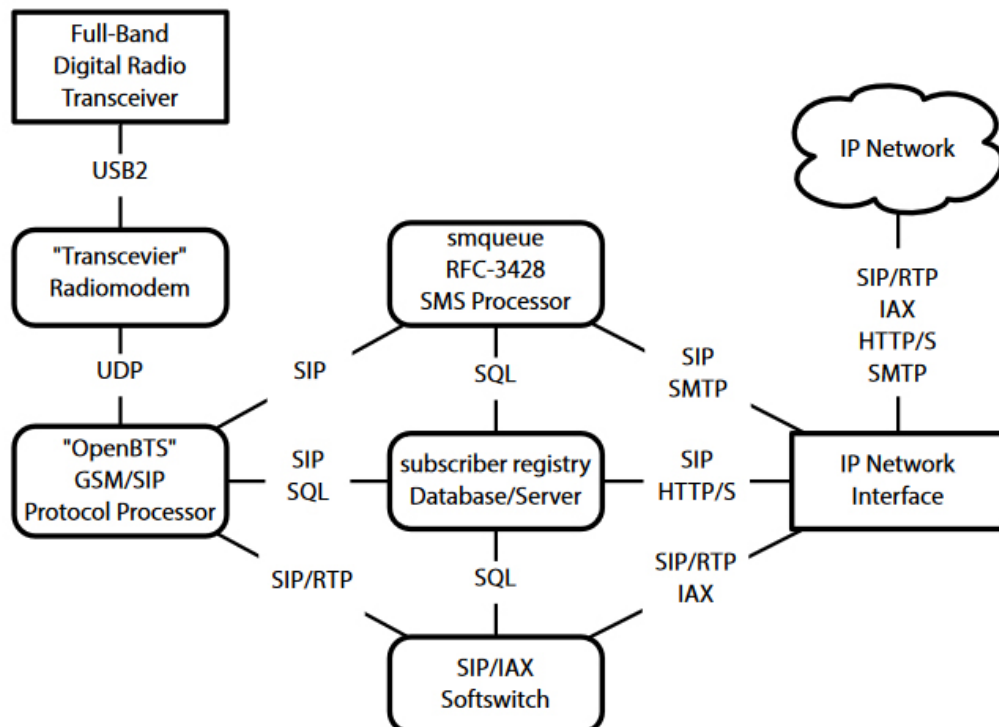 Full-Band
Digital Radio
Transceiver
USB2
"Transcevier"
Radiomodem
UDP
"OpenBTS"
GSM/SIP
Protocol Processor
SIP
SIP
SQL
SIP/RTP
smqueue
RFC-3428
SMS Processor
SQL
subscriber registry
Database/Server
SQL
SIP/IAX
Softswitch
SIP
SMTP
SIP
HTTP/S
SIP/RTP
IAX
IP Network
SIP/RTP
IAX
HTTP/S
SMTP
IP Network
Interface